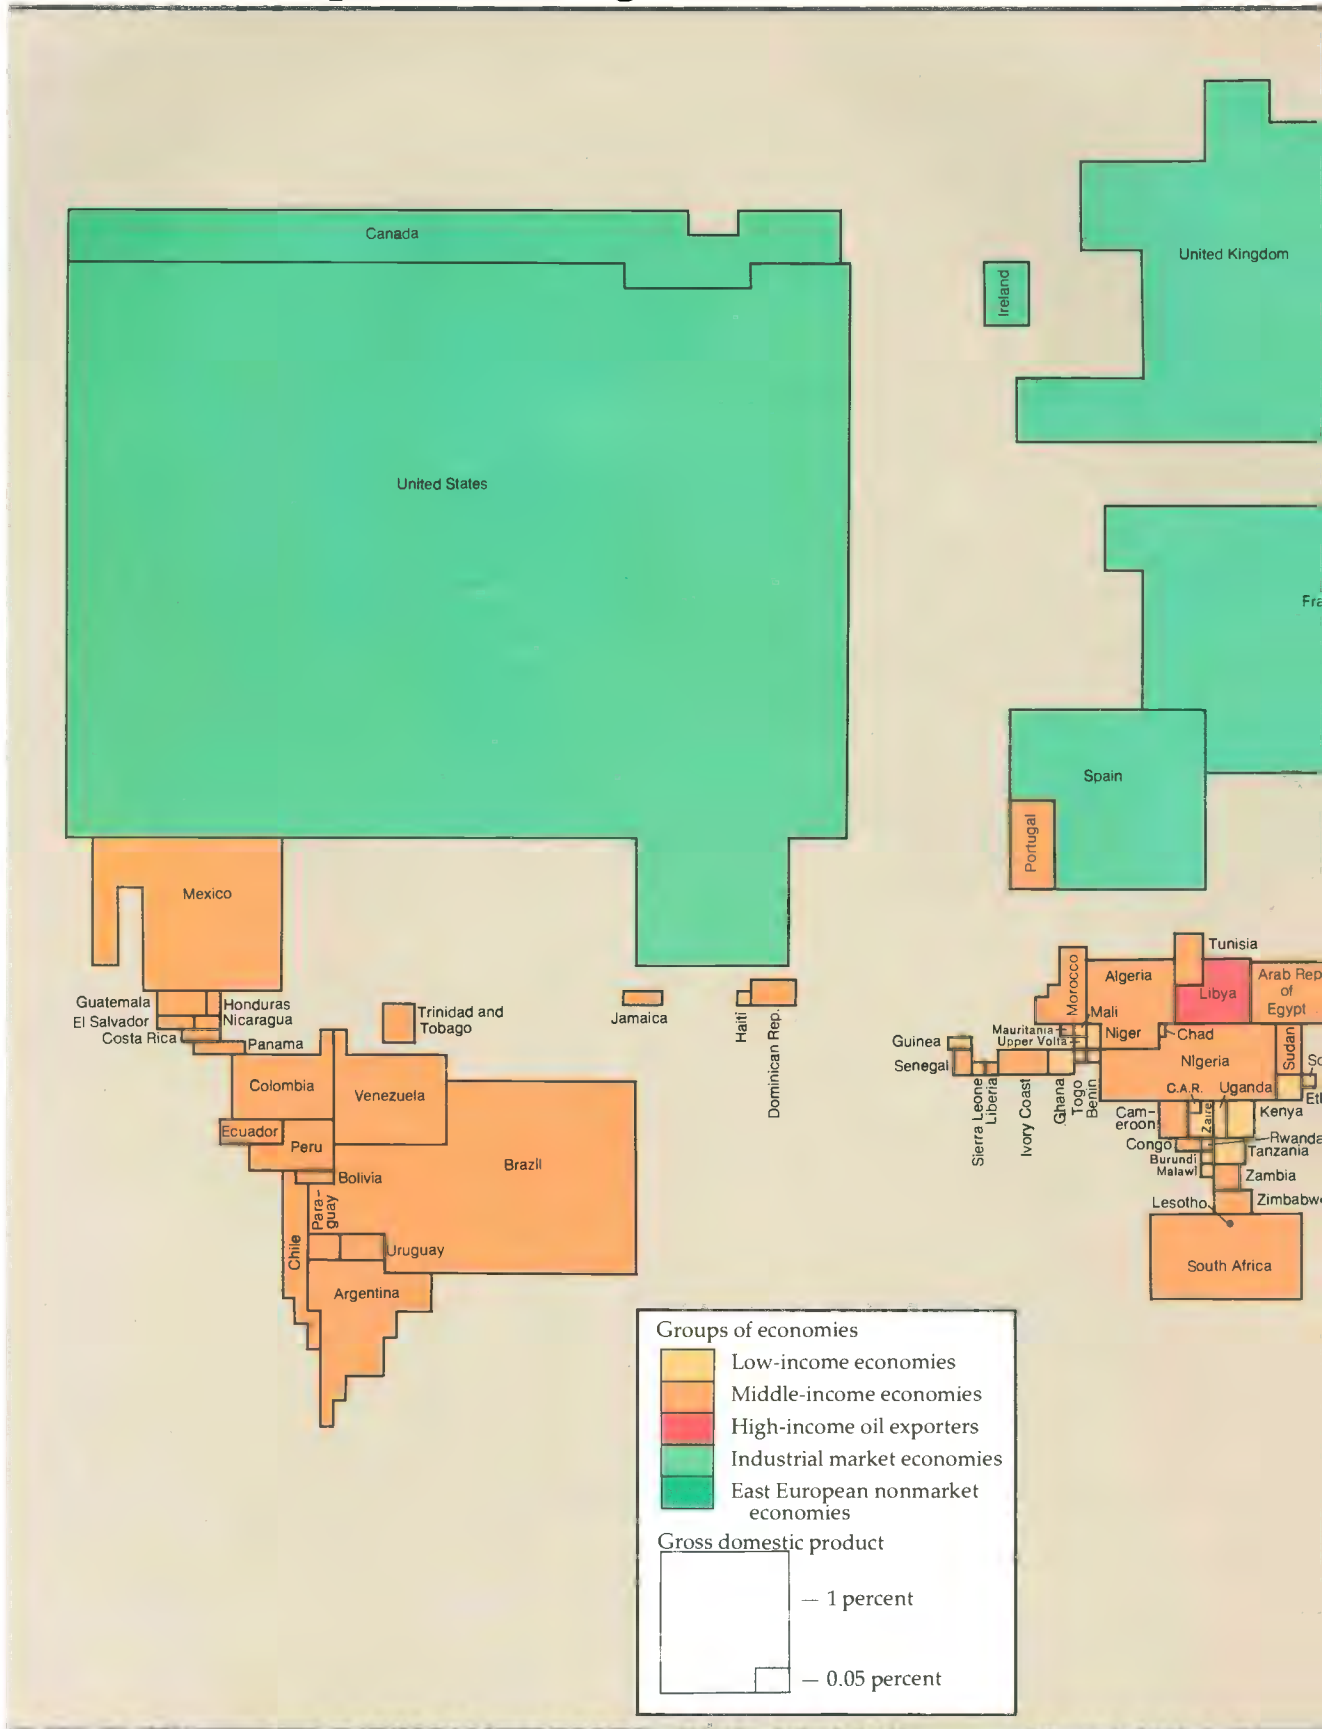 Canada
United States
United Kingdom
Ireland
Spain
Portugal
Mexico
Guatemala
Honduras
El Salvador
Nicaragua
Costa Rica
Panama
Trinidad and
Tobago
Jamaica
Haiti
Dominican Rep.
Colombia
Venezuela
Ecuador
Peru
Brazil
Bolivia
Para-
guay
Chile
Uruguay
Argentina
Tunisia
Morocco
Algeria
Libya
Arab Rep
of
Egypt
Mali
Mauritania
Upper Volta
Niger
Chad
Guinea
Senegal
Sierra Leone
Liberia
Ivory Coast
Ghana
Togo
Benin
Nigeria
Sudan
C.A.R.
Uganda
Cam-
eroon
Zaire
Kenya
Congo
Rwanda
Burundi
Tanzania
Malawi
Zambia
Lesotho
Zimbabwe
South Africa
Groups of economies
Low-income economies
Middle-income economies
High-income oil exporters
Industrial market economies
East European nonmarket
economies
Gross domestic product
— 1 percent
— 0.05 percent